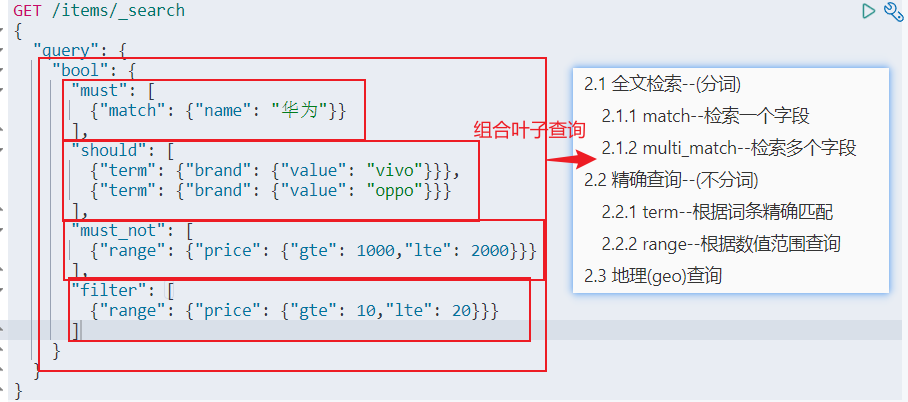 GET /items/_search
{
  "query": {
    "bool": {
      "must": [
        {"match": {"name": "华为"}}
      ],
      "should": [
        {"term": {"brand": {"value": "vivo"}}},
        {"term": {"brand": {"value": "oppo"}}}
      ],
      "must_not": [
        {"range": {"price": {"gte": 1000,"lte": 2000}}}
      ],
      "filter": [
        {"range": {"price": {"gte": 10,"lte": 20}}}
      ]
    }
  }
}
组合叶子查询
2.1 全文检索--(分词)
2.1.1 match--检索一个字段
2.1.2 multi_match--检索多个字段
2.2 精确查询--(不分词)
2.2.1 term--根据词条精确匹配
2.2.2 range--根据数值范围查询
2.3 地理(geo)查询